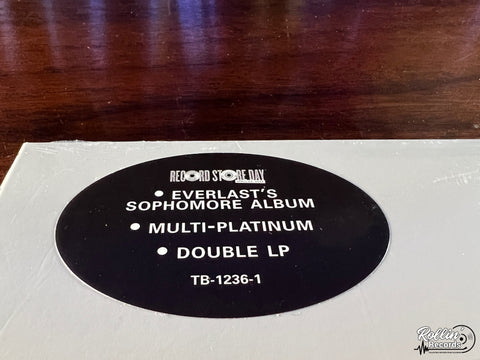 RECORD STORE DAY
• EVERLAST'S
SOPHOMORE ALBUM
• MULTI-PLATINUM
• DOUBLE LP
TB-1236-1
Rollin'
Records